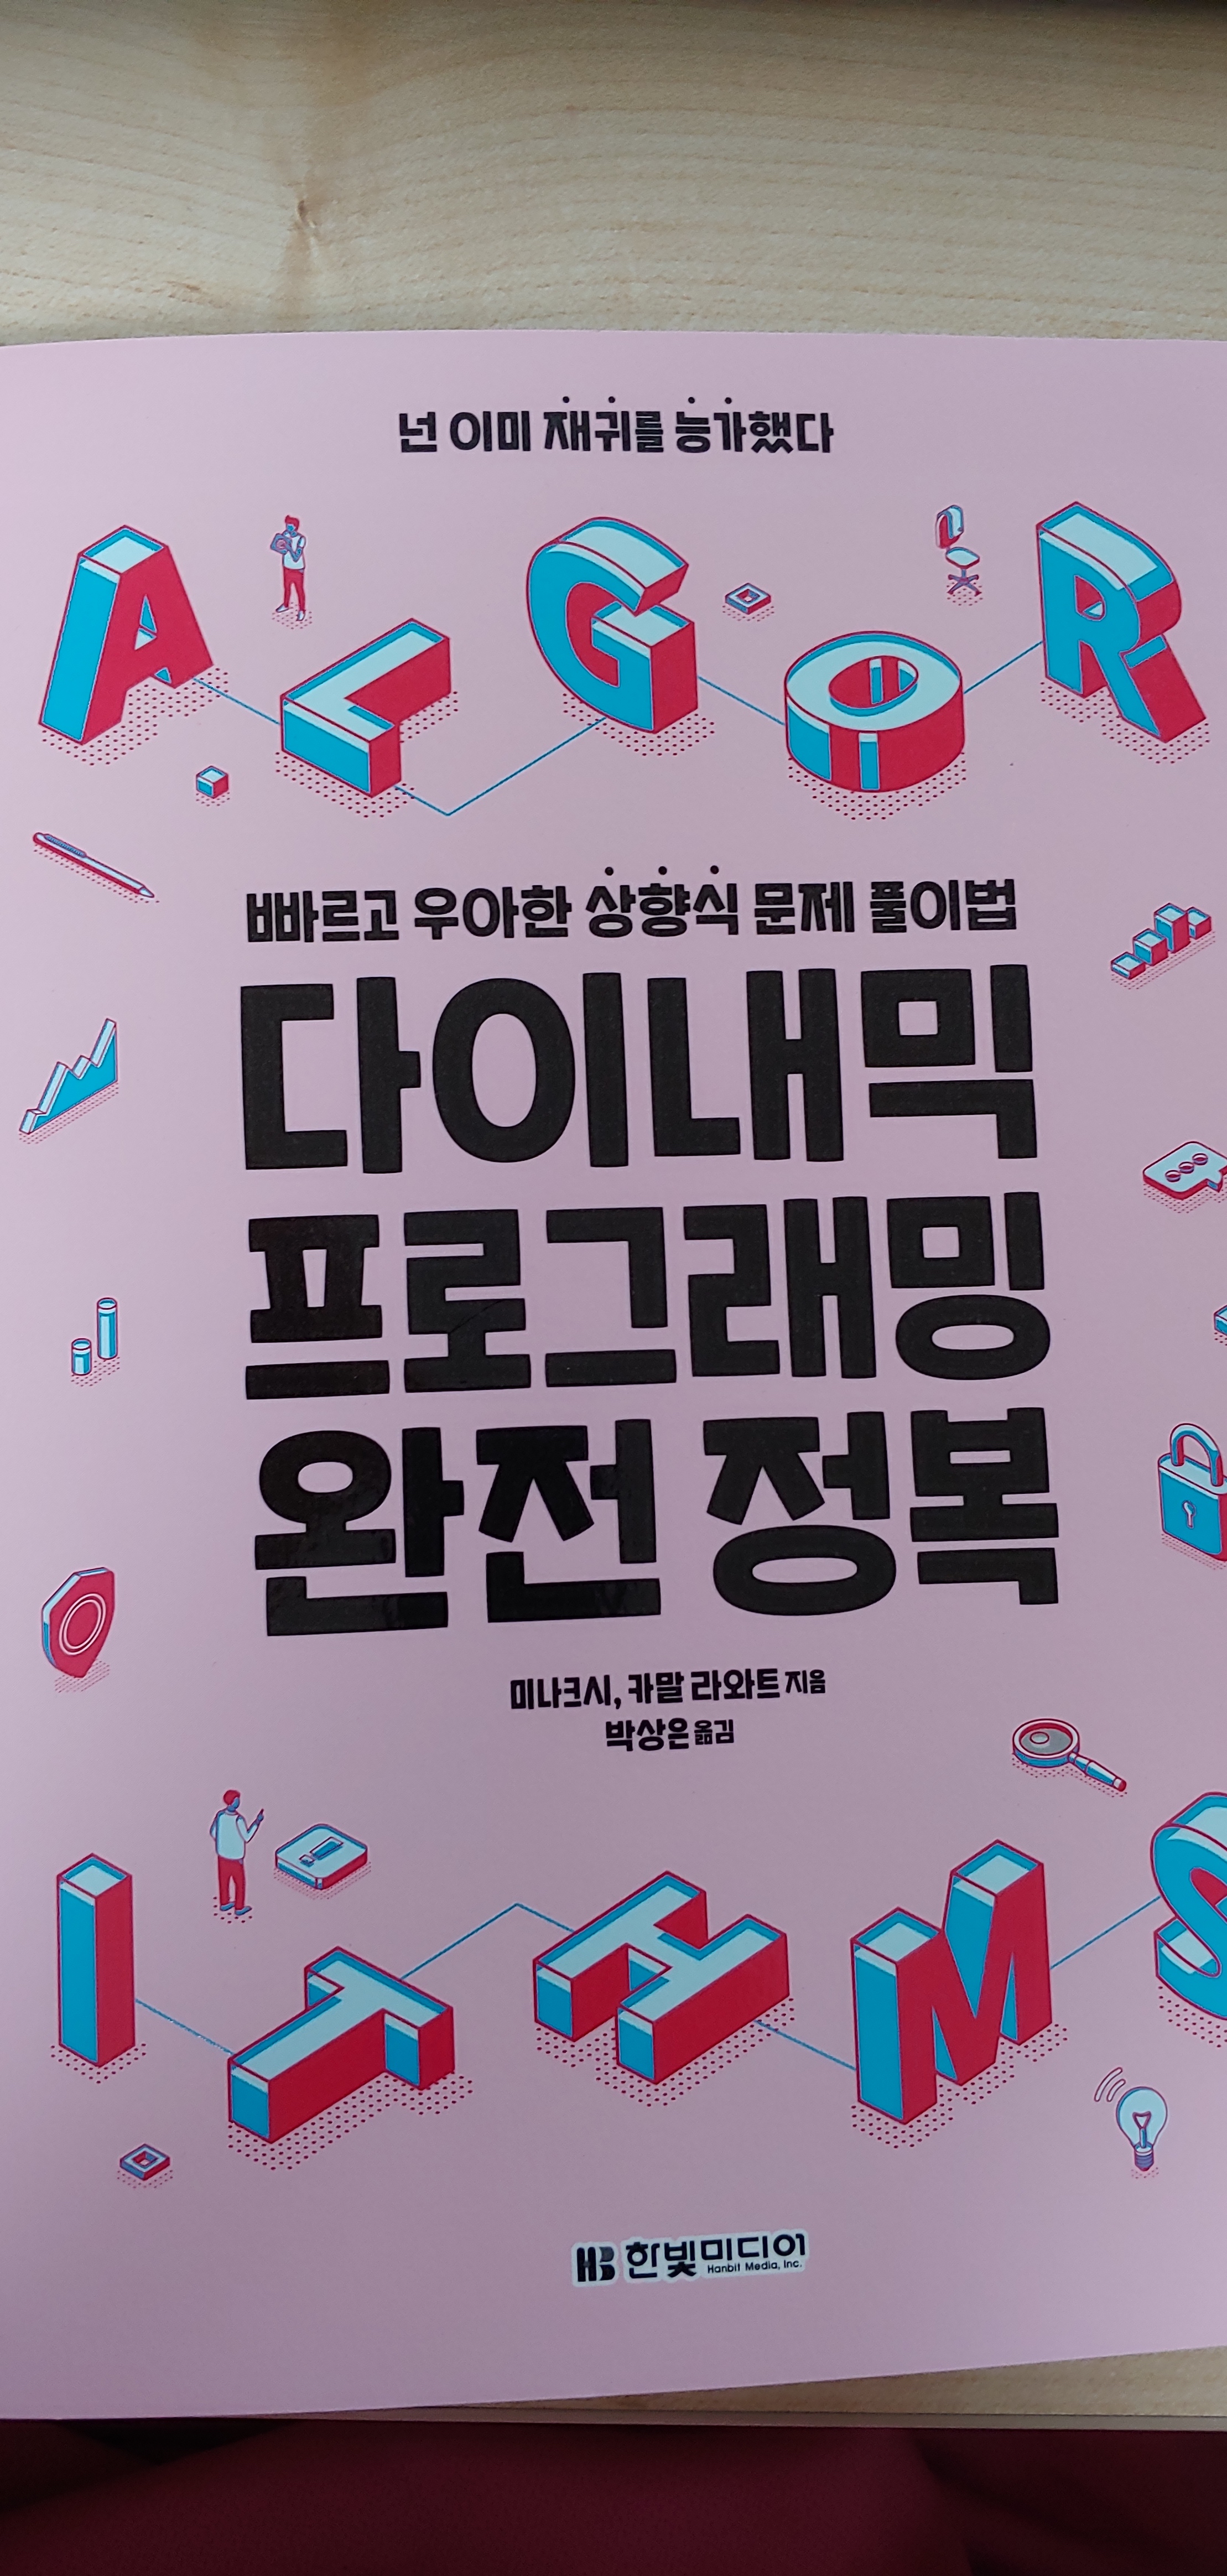 넌 이미 재귀를 능가했다
ALGOR
빠르고 우아한 상향식 문제 풀이법
다이내믹
프로그래밍
완전 정복
미나크시, 카말 라와트 지음
박상은 옮김
ITHMS
HB 한빛미디어
Hanbit Media, Inc.